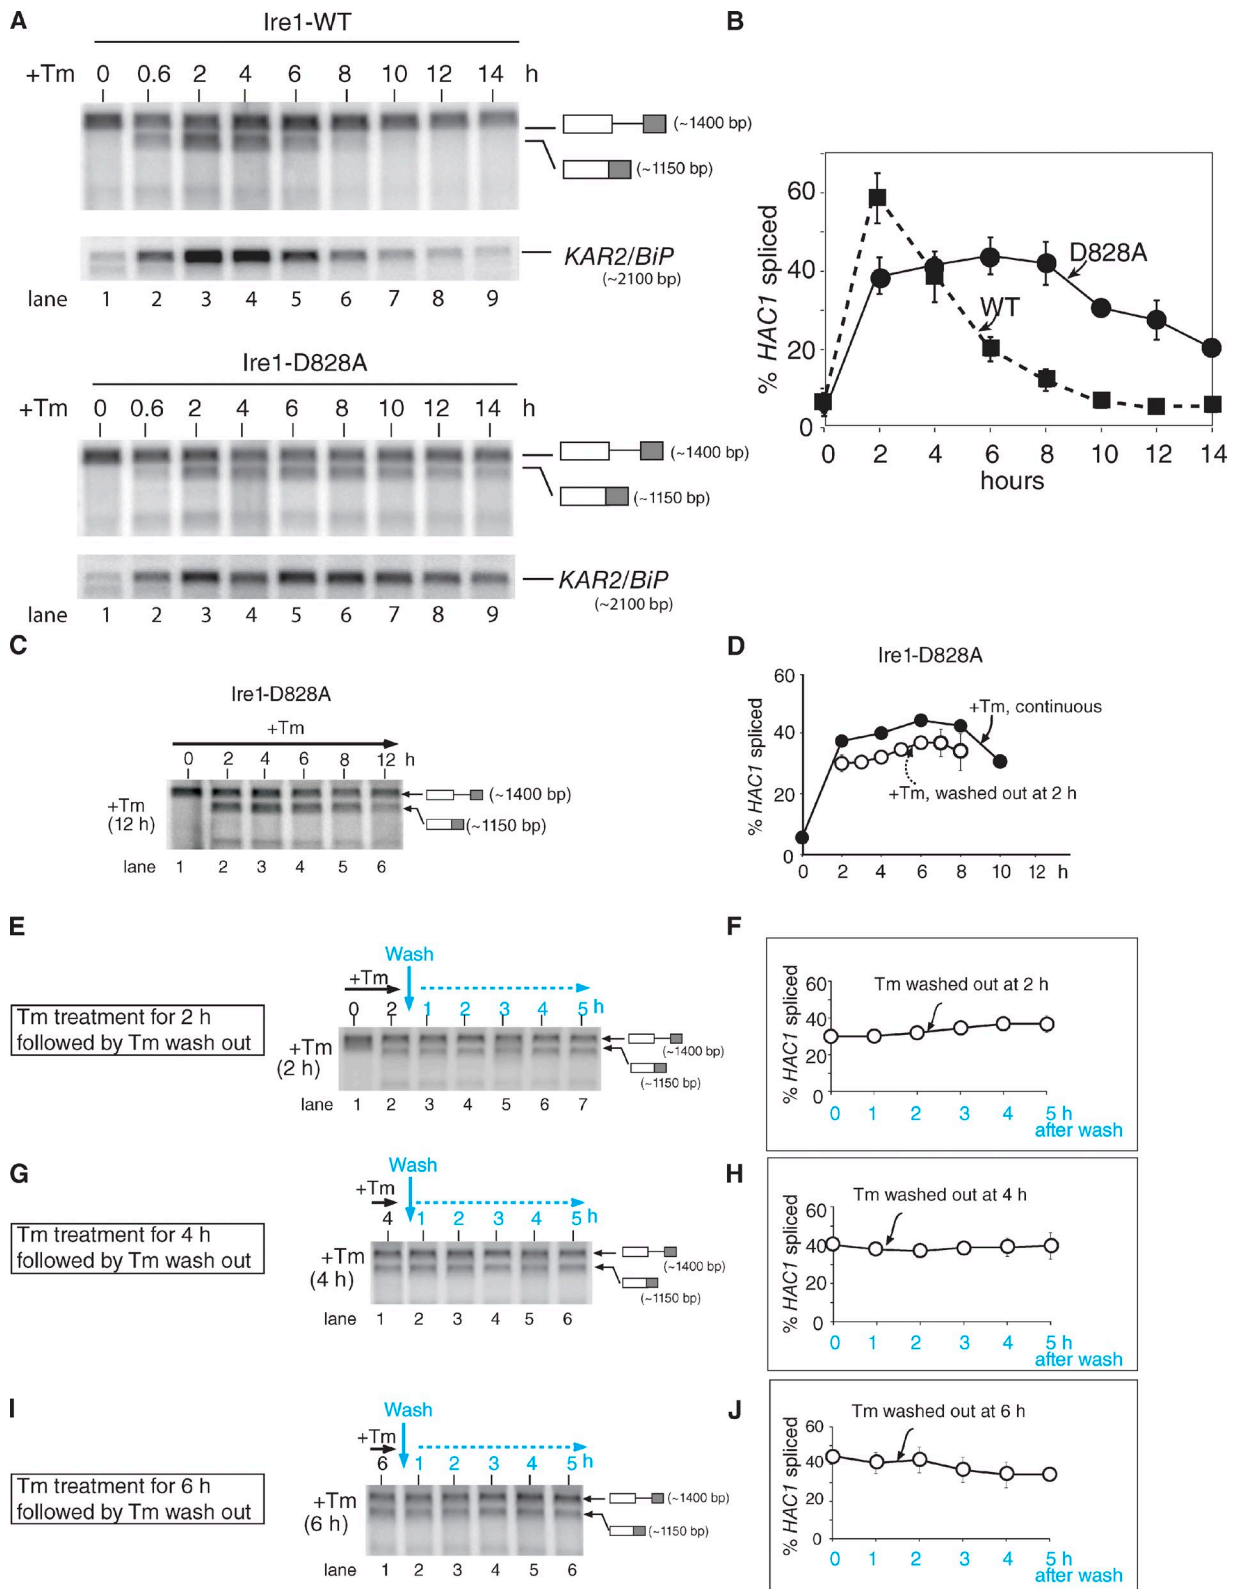 A
Ire1-WT
+Tm 0 0.6 2 4 6 8 10 12 14 h
(~1400 bp)
(~1150 bp)
KAR2/BiP
(~2100 bp)
lane 1 2 3 4 5 6 7 8 9
Ire1-D828A
+Tm 0 0.6 2 4 6 8 10 12 14 h
(~1400 bp)
(~1150 bp)
KAR2/BiP
(~2100 bp)
lane 1 2 3 4 5 6 7 8 9
B
% HAC1 spliced
60
40
20
0
D828A
WT
0 2 4 6 8 10 12 14
hours
C
Ire1-D828A
+Tm
0 2 4 6 8 12 h
+Tm
(12 h)
(~1400 bp)
(~1150 bp)
lane 1 2 3 4 5 6
D
Ire1-D828A
% HAC1 spliced
60
40
20
0
+Tm, continuous
+Tm, washed out at 2 h
0 2 4 6 8 10 12 h
E
Tm treatment for 2 h
followed by Tm wash out
Wash
+Tm
0 2 1 2 3 4 5 h
+Tm
(2 h)
(~1400 bp)
(~1150 bp)
lane 1 2 3 4 5 6 7
F
Tm washed out at 2 h
% HAC1 spliced
60
40
20
0
0 1 2 3 4 5 h
after wash
G
Tm treatment for 4 h
followed by Tm wash out
Wash
+Tm
4 1 2 3 4 5 h
+Tm
(4 h)
(~1400 bp)
(~1150 bp)
lane 1 2 3 4 5 6
H
Tm washed out at 4 h
% HAC1 spliced
60
40
20
0
0 1 2 3 4 5 h
after wash
I
Tm treatment for 6 h
followed by Tm wash out
Wash
+Tm
6 1 2 3 4 5 h
+Tm
(6 h)
(~1400 bp)
(~1150 bp)
lane 1 2 3 4 5 6
J
Tm washed out at 6 h
% HAC1 spliced
60
40
20
0
0 1 2 3 4 5 h
after wash